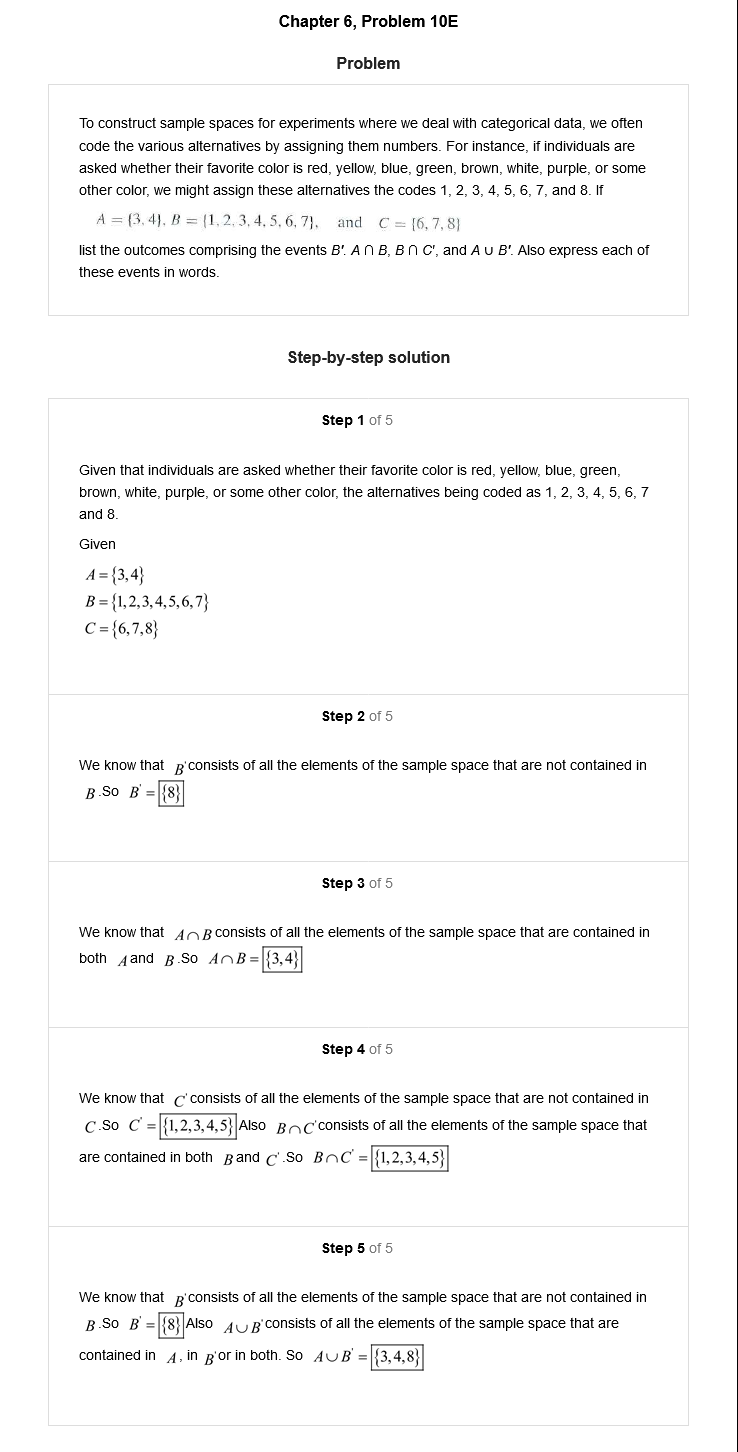 Chapter 6, Problem 10E
Problem
To construct sample spaces for experiments where we deal with categorical data, we often
code the various alternatives by assigning them numbers. For instance, if individuals are
asked whether their favorite color is red, yellow, blue, green, brown, white, purple, or some
other color, we might assign these alternatives the codes 1, 2, 3, 4, 5, 6, 7, and 8. If
A = {3, 4}, B = {1, 2, 3, 4, 5, 6, 7}, and C = {6, 7, 8}
list the outcomes comprising the events B′. A ∩ B, B ∩ C′, and A ∪ B′. Also express each of
these events in words.
Step-by-step solution
Step 1 of 5
Given that individuals are asked whether their favorite color is red, yellow, blue, green,
brown, white, purple, or some other color, the alternatives being coded as 1, 2, 3, 4, 5, 6, 7
and 8.
Given
A={3,4}
B={1,2,3,4,5,6,7}
C={6,7,8}
Step 2 of 5
We know that B' consists of all the elements of the sample space that are not contained in
B .So B' = {8}
Step 3 of 5
We know that A∩B consists of all the elements of the sample space that are contained in
both A and B .So A∩B = {3,4}
Step 4 of 5
We know that C' consists of all the elements of the sample space that are not contained in
C .So C' = {1,2,3,4,5} Also B∩C' consists of all the elements of the sample space that
are contained in both B and C' .So B∩C' = {1,2,3,4,5}
Step 5 of 5
We know that B' consists of all the elements of the sample space that are not contained in
B .So B' = {8} Also A∪B' consists of all the elements of the sample space that are
contained in A , in B' or in both. So A∪B' = {3,4,8}